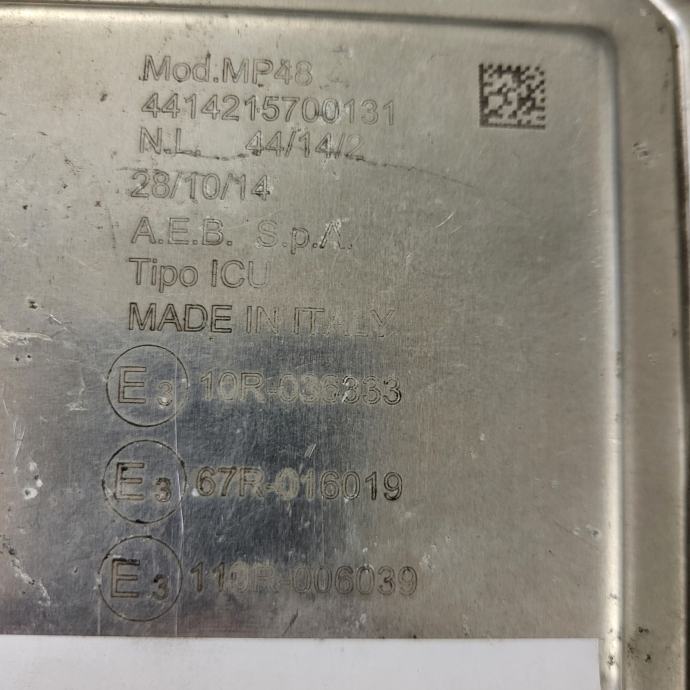 Mod.MP48
4414215700131
N.L. 44/14/2
28/10/14
A.E.B. S.p.A.
Tipo ICU
MADE IN ITALY
E3 10R-036333
E3 67R-016019
E3 110R-006039